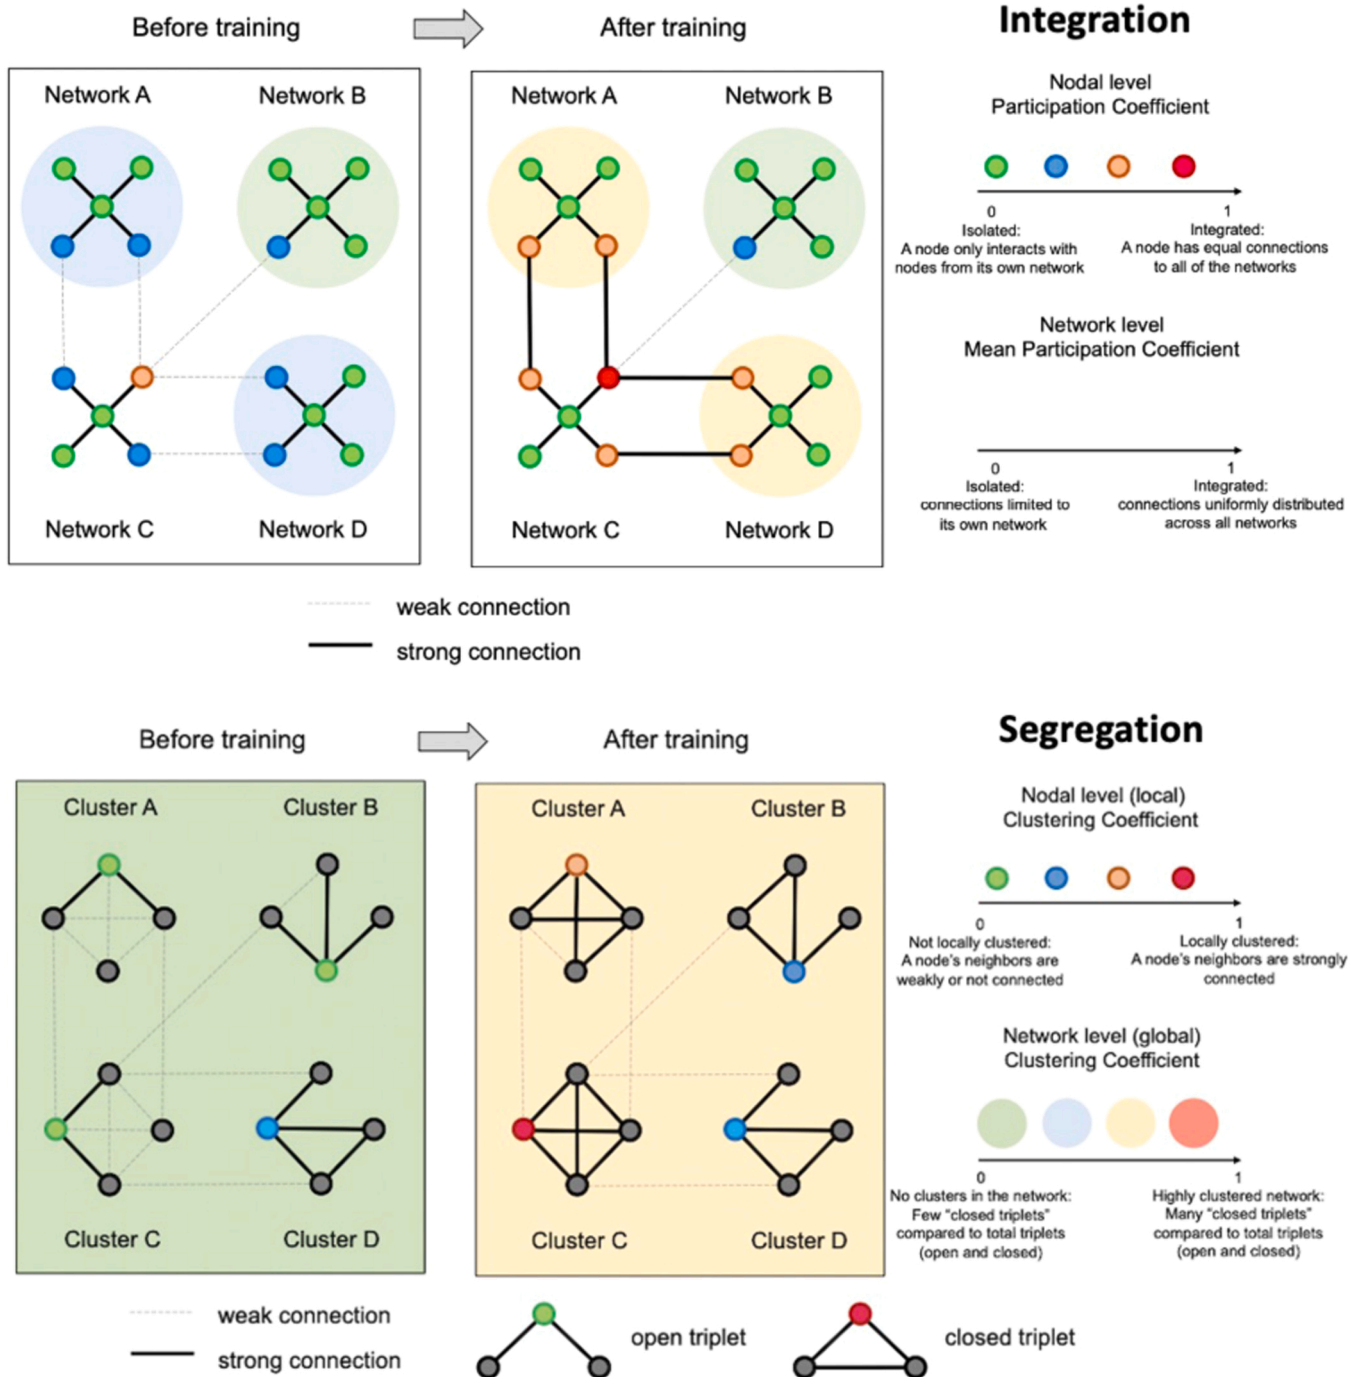 Before training
After training
Integration
Network A
Network B
Network C
Network D
Network A
Network B
Network C
Network D
Nodal level
Participation Coefficient
0
1
Isolated:
A node only interacts with
nodes from its own network
Integrated:
A node has equal connections
to all of the networks
Network level
Mean Participation Coefficient
0
1
Isolated:
connections limited to
its own network
Integrated:
connections uniformly distributed
across all networks
weak connection
strong connection
Before training
After training
Segregation
Cluster A
Cluster B
Cluster C
Cluster D
Cluster A
Cluster B
Cluster C
Cluster D
Nodal level (local)
Clustering Coefficient
0
1
Not locally clustered:
A node's neighbors are
weakly or not connected
Locally clustered:
A node's neighbors are strongly
connected
Network level (global)
Clustering Coefficient
0
1
No clusters in the network:
Few "closed triplets"
compared to total triplets
(open and closed)
Highly clustered network:
Many "closed triplets"
compared to total triplets
(open and closed)
weak connection
strong connection
open triplet
closed triplet